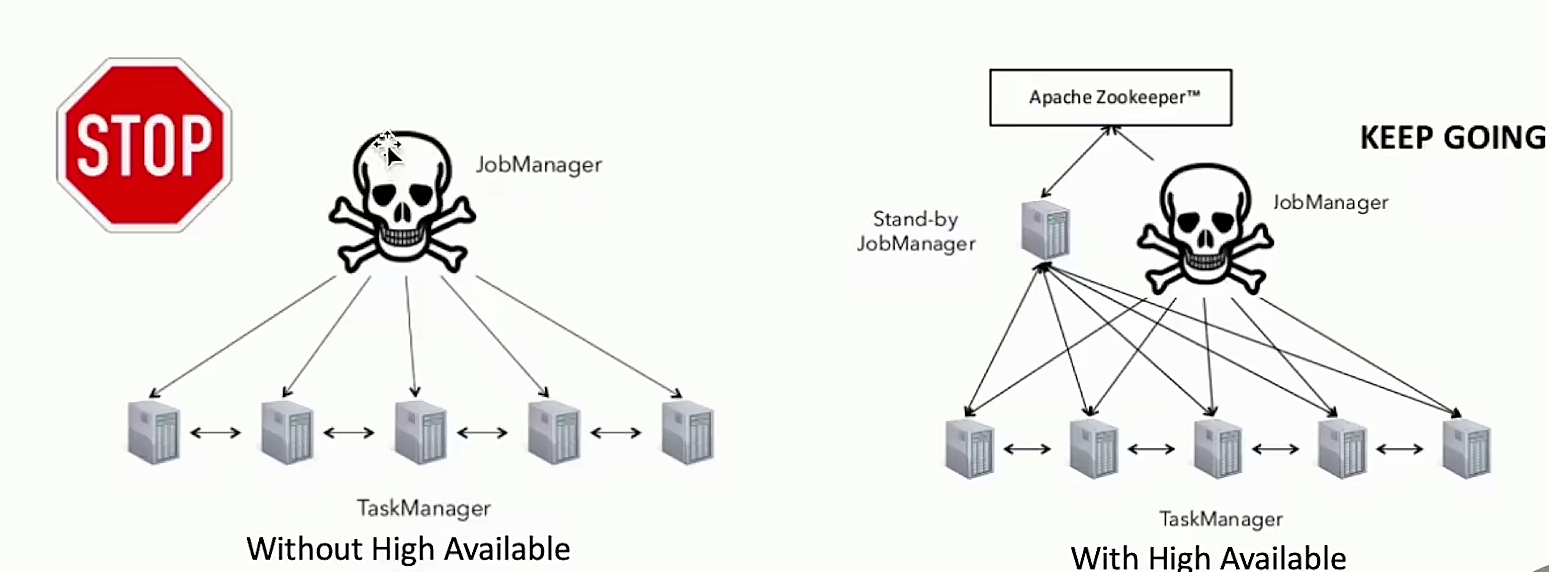 STOP
JobManager
TaskManager
Without High Available
Apache Zookeeper™
KEEP GOING
JobManager
Stand-by
JobManager
TaskManager
With High Available